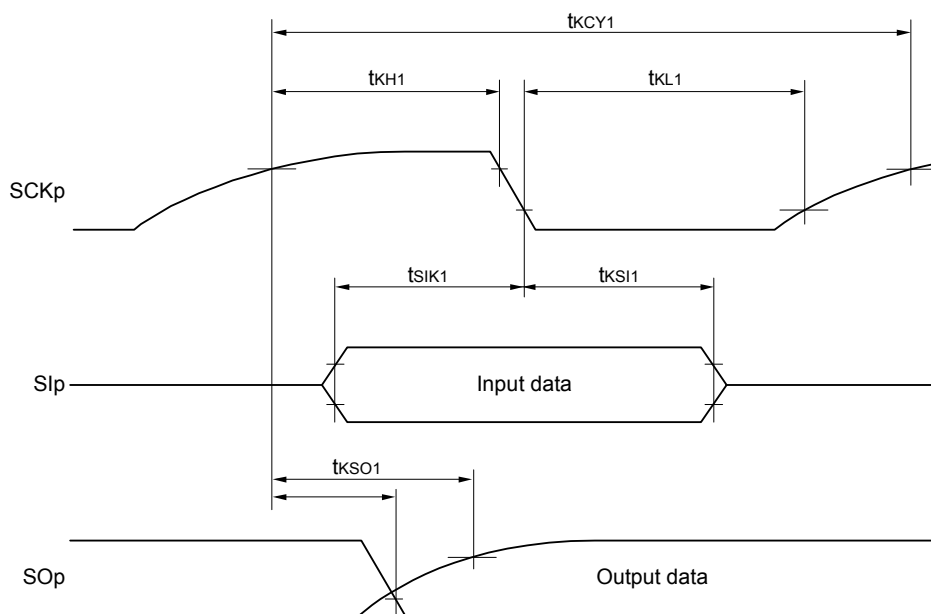 tKCY1
tKH1
tKL1
SCKp
tSIK1
tKSI1
SIp
Input data
tKSO1
SOp
Output data